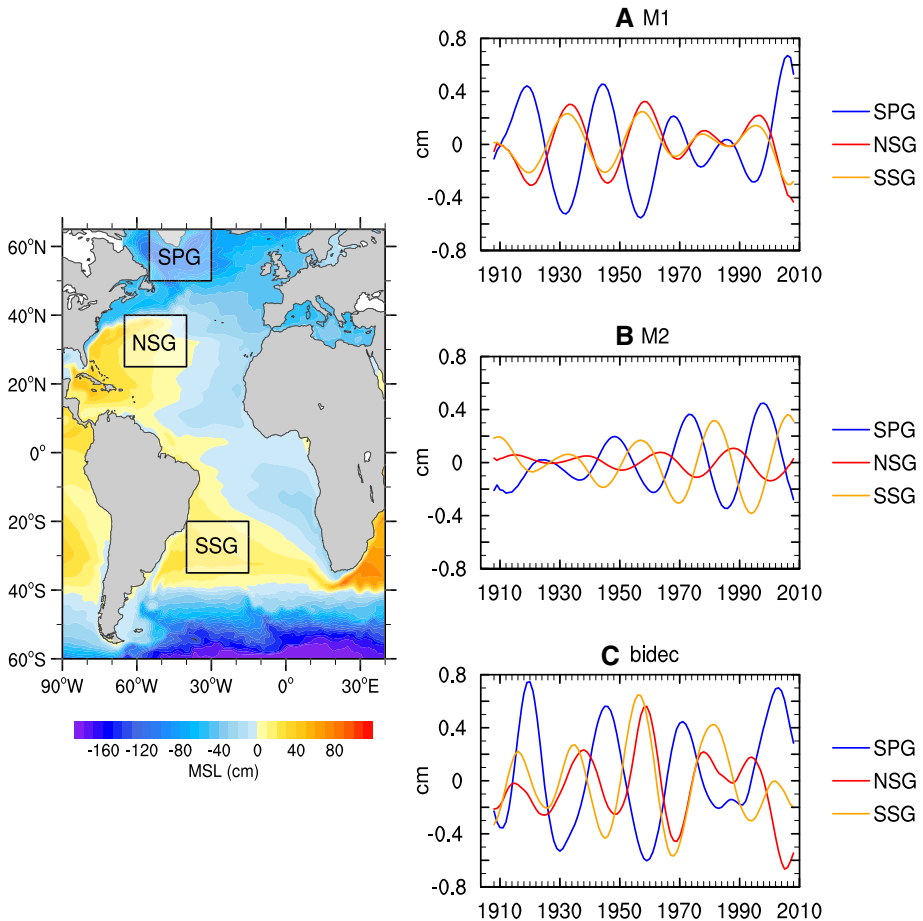 A M1
0.8
0.4
0
-0.4
-0.8
cm
1910 1930 1950 1970 1990 2010
SPG
NSG
SSG
60°N
40°N
20°N
0°
20°S
40°S
60°S
90°W 60°W 30°W 0° 30°E
SPG
NSG
SSG
-160 -120 -80 -40 0 40 80
MSL (cm)
B M2
0.8
0.4
0
-0.4
-0.8
cm
1910 1930 1950 1970 1990 2010
SPG
NSG
SSG
C bidec
0.8
0.4
0
-0.4
-0.8
cm
1910 1930 1950 1970 1990 2010
SPG
NSG
SSG